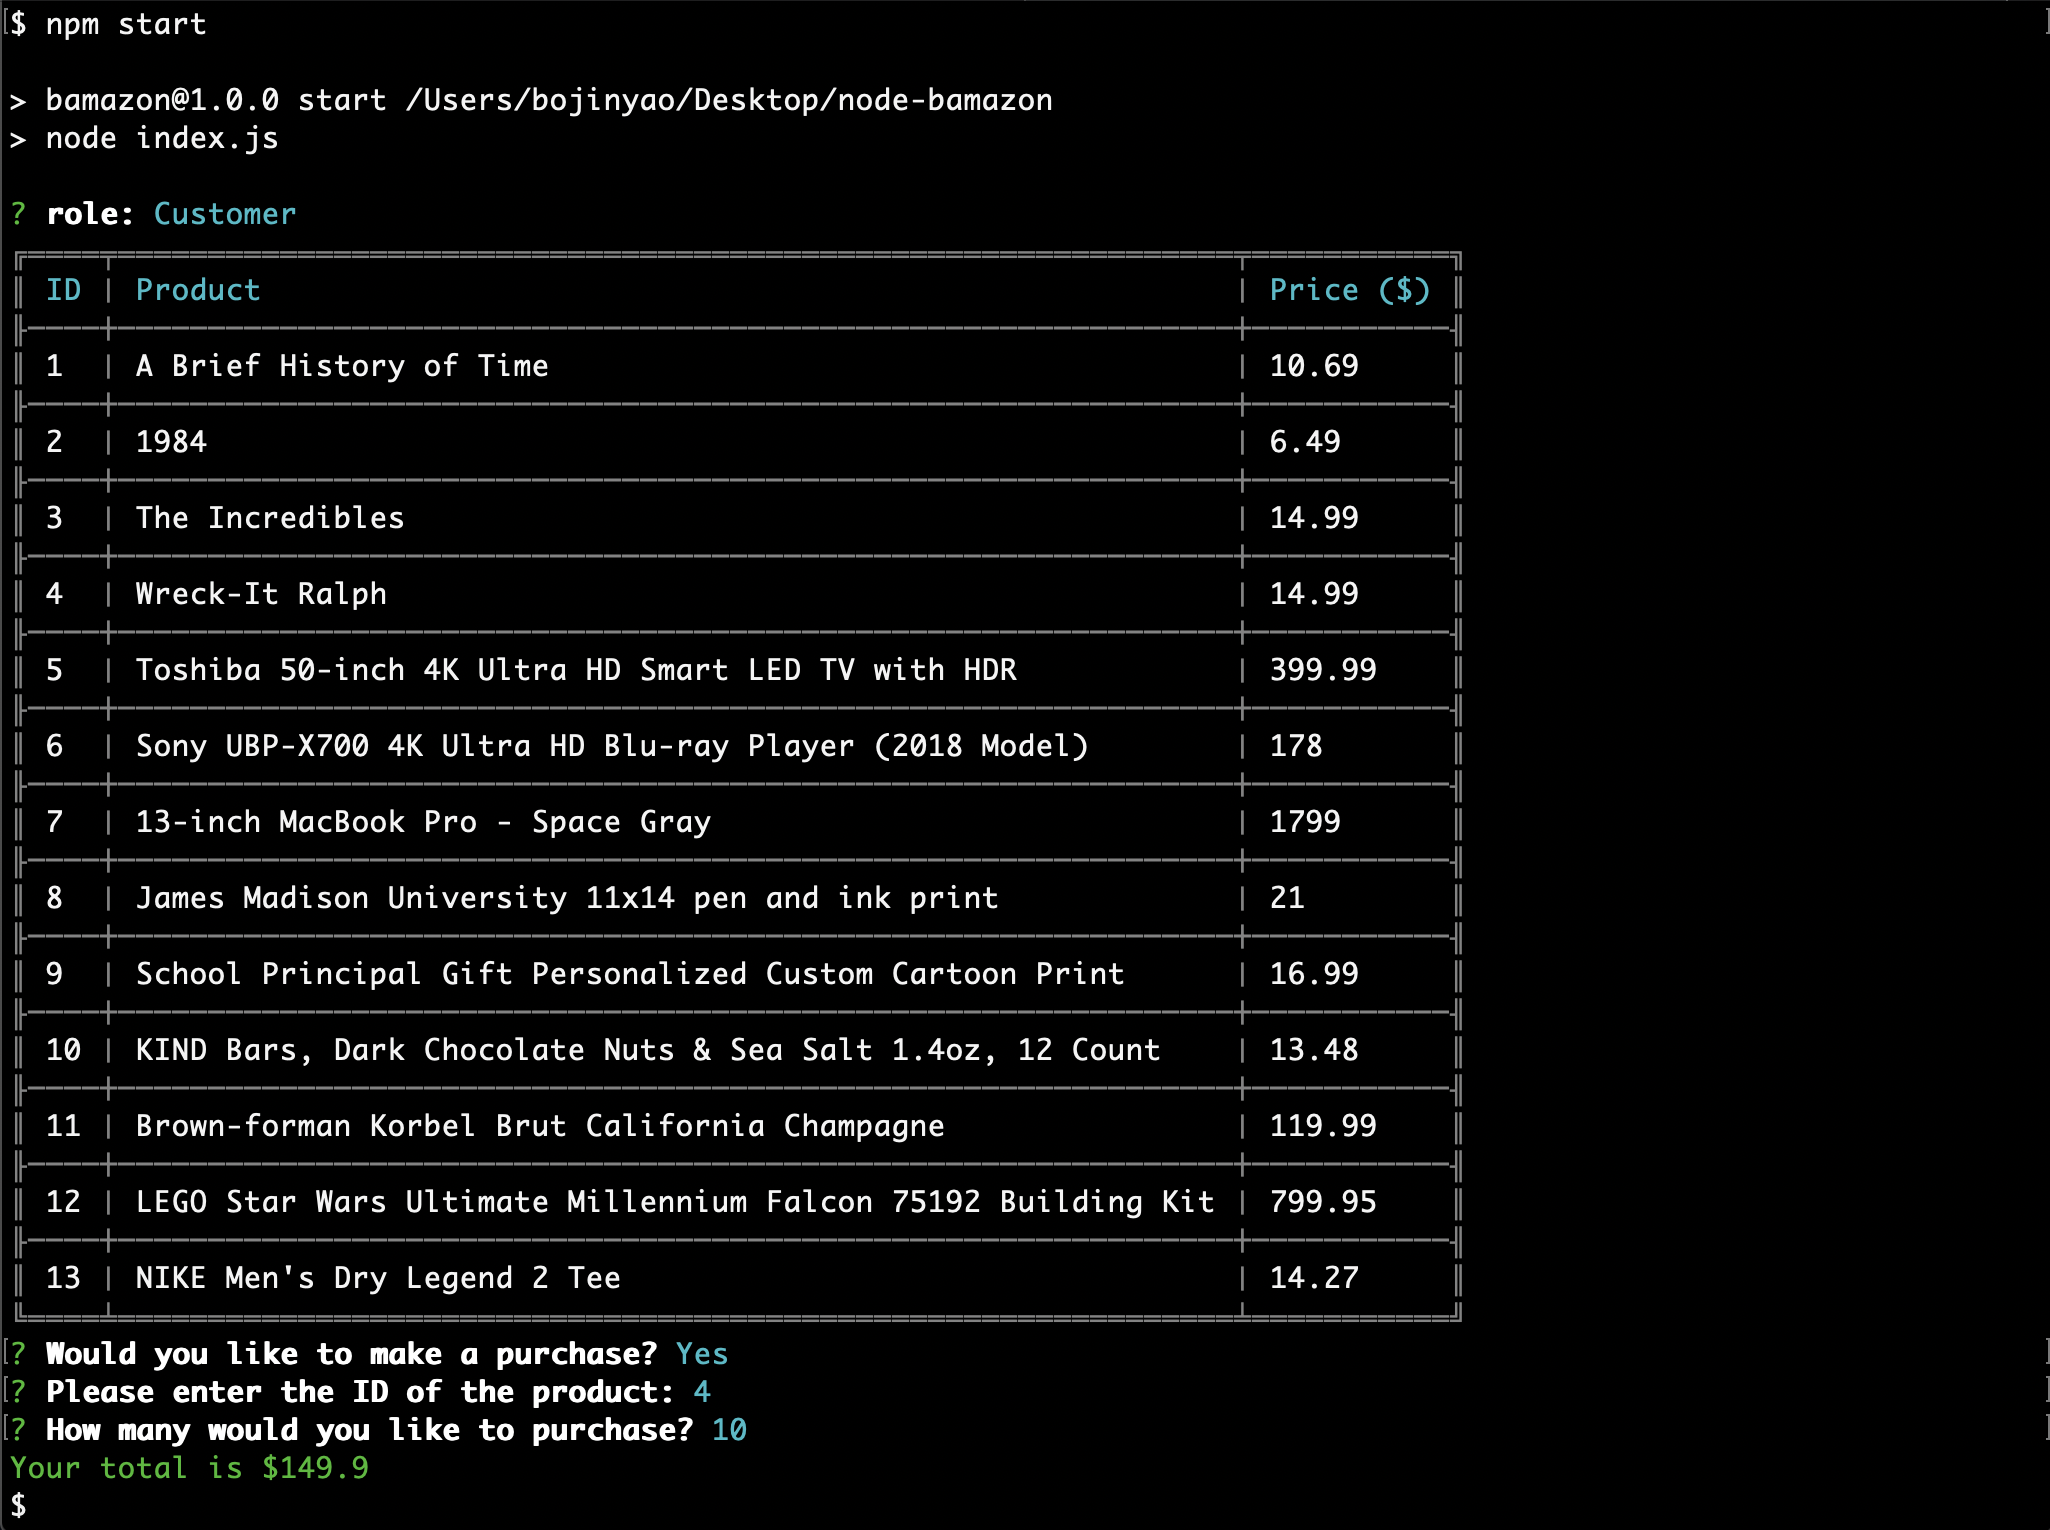 $ npm start
> bamazon@1.0.0 start /Users/bojinyao/Desktop/node-bamazon
> node index.js
? role: Customer
ID Product Price ($)
1 A Brief History of Time 10.69
2 1984 6.49
3 The Incredibles 14.99
4 Wreck-It Ralph 14.99
5 Toshiba 50-inch 4K Ultra HD Smart LED TV with HDR 399.99
6 Sony UBP-X700 4K Ultra HD Blu-ray Player (2018 Model) 178
7 13-inch MacBook Pro - Space Gray 1799
8 James Madison University 11x14 pen and ink print 21
9 School Principal Gift Personalized Custom Cartoon Print 16.99
10 KIND Bars, Dark Chocolate Nuts & Sea Salt 1.4oz, 12 Count 13.48
11 Brown-forman Korbel Brut California Champagne 119.99
12 LEGO Star Wars Ultimate Millennium Falcon 75192 Building Kit 799.95
13 NIKE Men's Dry Legend 2 Tee 14.27
? Would you like to make a purchase? Yes
? Please enter the ID of the product: 4
? How many would you like to purchase? 10
Your total is $149.9
$